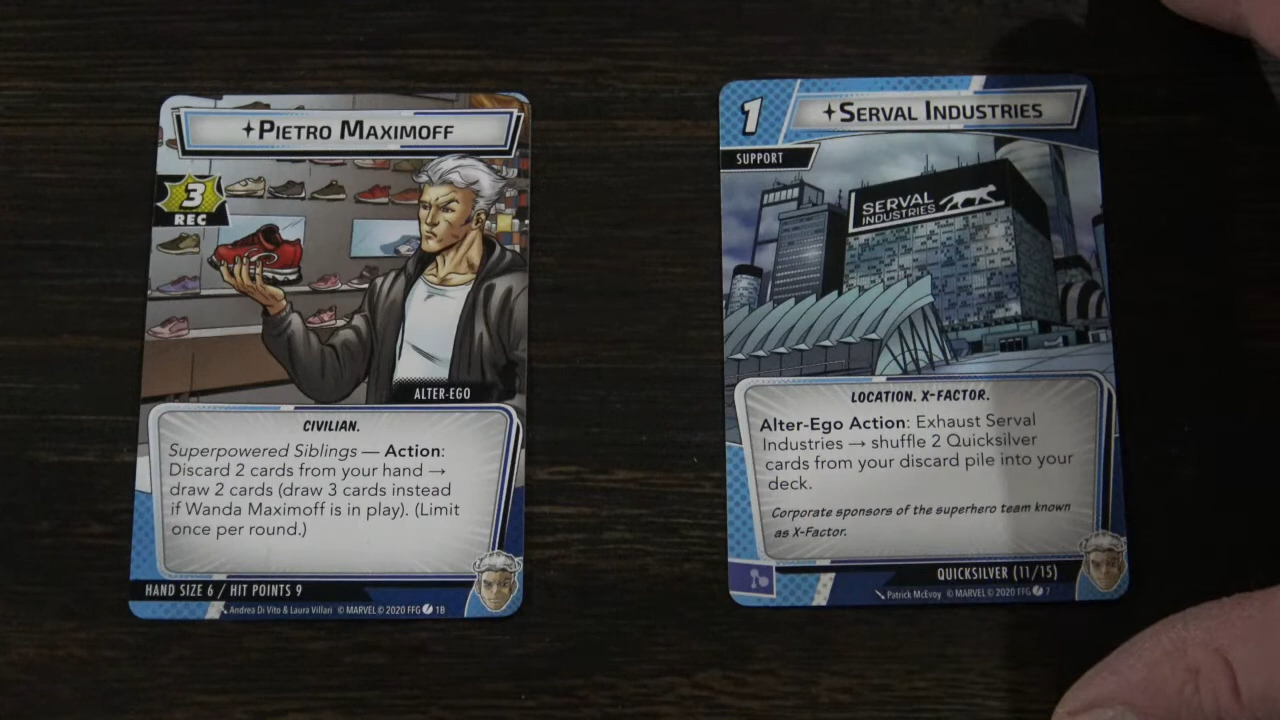 PIETRO MAXIMOFF
3
REC
ALTER-EGO
CIVILIAN.
Superpowered Siblings — Action:
Discard 2 cards from your hand →
draw 2 cards (draw 3 cards instead
if Wanda Maximoff is in play). (Limit
once per round.)
HAND SIZE 6 / HIT POINTS 9
Andrea Di Vito & Laura Villari © MARVEL © 2020 FFG 1B
1
SERVAL INDUSTRIES
SUPPORT
SERVAL
INDUSTRIES
LOCATION. X-FACTOR.
Alter-Ego Action: Exhaust Serval
Industries → shuffle 2 Quicksilver
cards from your discard pile into your
deck.
Corporate sponsors of the superhero team known
as X-Factor.
QUICKSILVER (11/15)
Patrick McEvoy © MARVEL © 2020 FFG 7